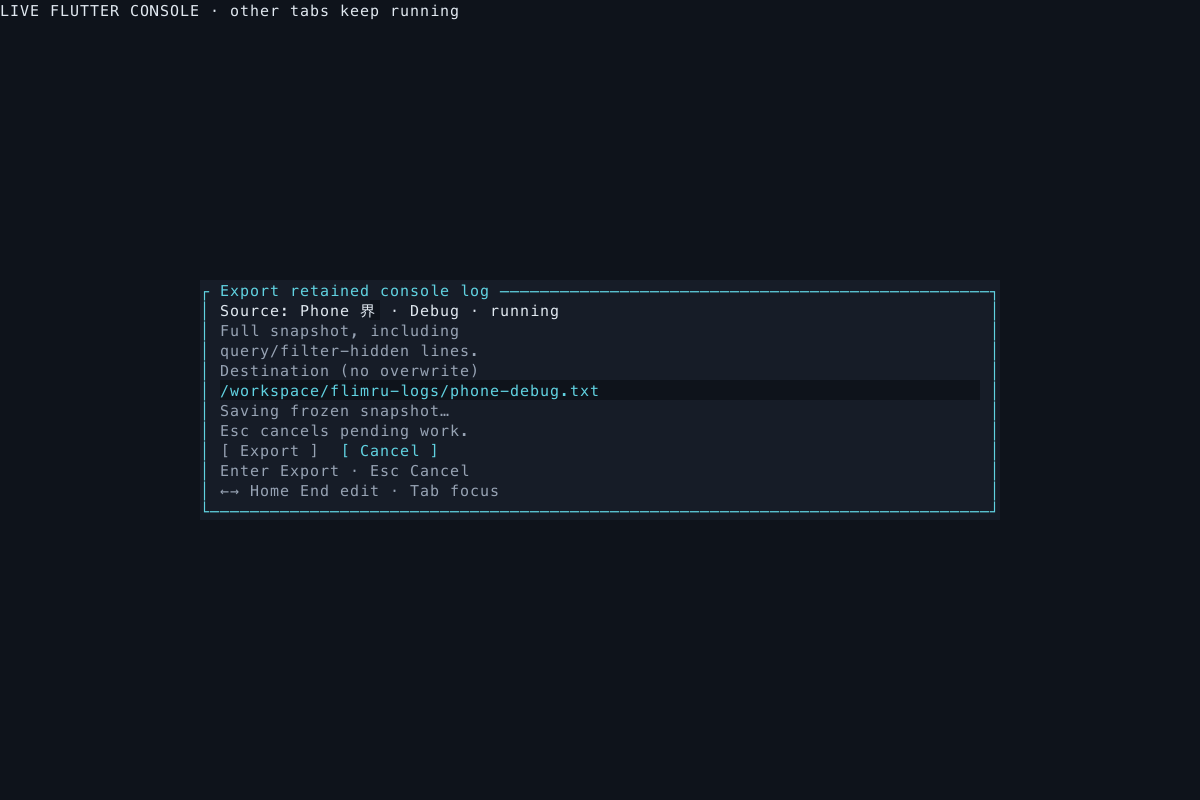 LIVE FLUTTER CONSOLE · other tabs keep running
Export retained console log
Source: Phone 界 · Debug · running
Full snapshot, including
query/filter-hidden lines.
Destination (no overwrite)
/workspace/flimru-logs/phone-debug.txt
Saving frozen snapshot…
Esc cancels pending work.
[ Export ]  [ Cancel ]
Enter Export · Esc Cancel
←→ Home End edit · Tab focus